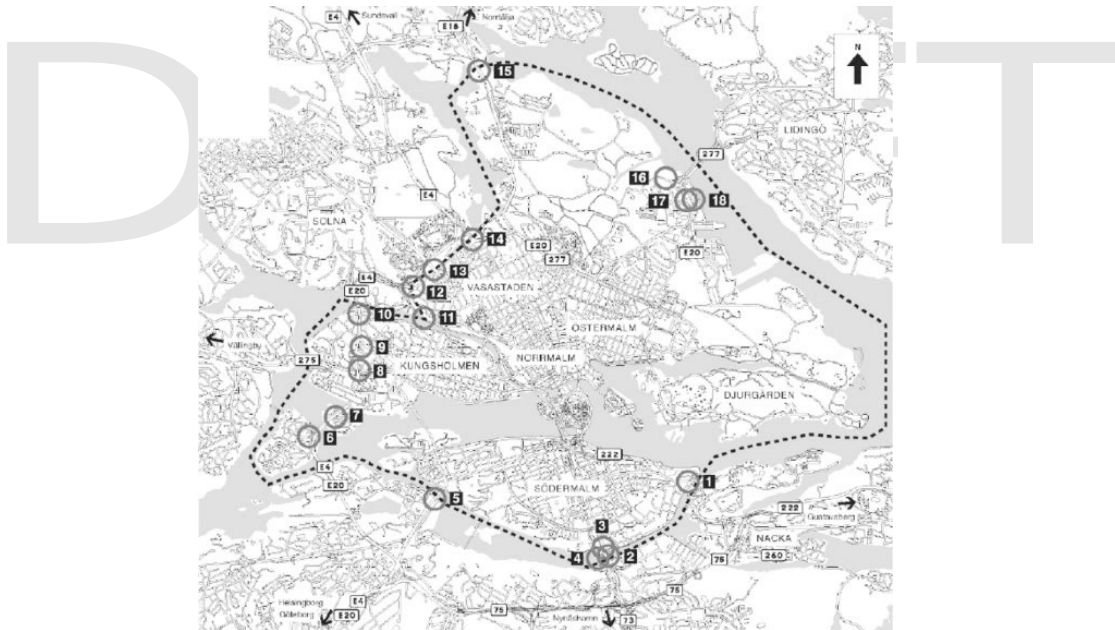 DRAFT
E4
Sundsvall
E18
Norrtälje
N
15
LIDINGÖ
277
16
17
18
E4
SOLNA
14
E20
277
E20
13
E4
12
VASASTADEN
E20
10
11
ÖSTERMALM
Vällingby
9
NORRMALM
275
8
KUNGSHOLMEN
DJURGÅRDEN
7
6
222
E4
E20
1
SÖDERMALM
5
222
Gustavsberg
3
NACKA
4
2
260
75
75
E4
Helsingborg
Göteborg
E20
75
Nynäshamn
73